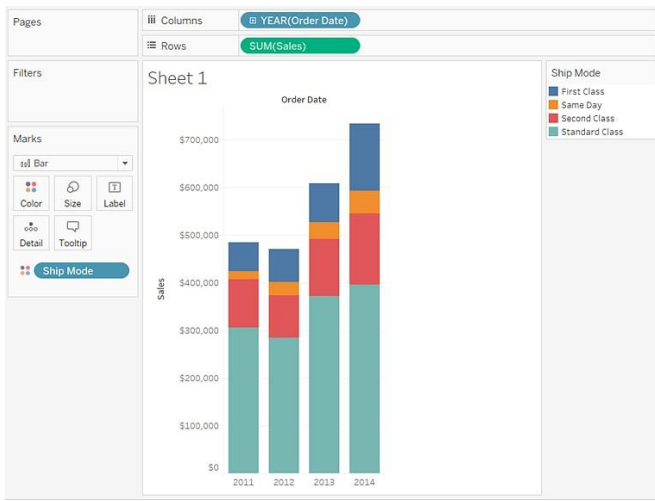 Pages
Columns
YEAR(Order Date)
Rows
SUM(Sales)
Filters
Marks
Bar
Color
Size
Label
Detail
Tooltip
Ship Mode
Sheet 1
Order Date
Sales
$700,000
$600,000
$500,000
$400,000
$300,000
$200,000
$100,000
$0
2011 2012 2013 2014
Ship Mode
First Class
Same Day
Second Class
Standard Class